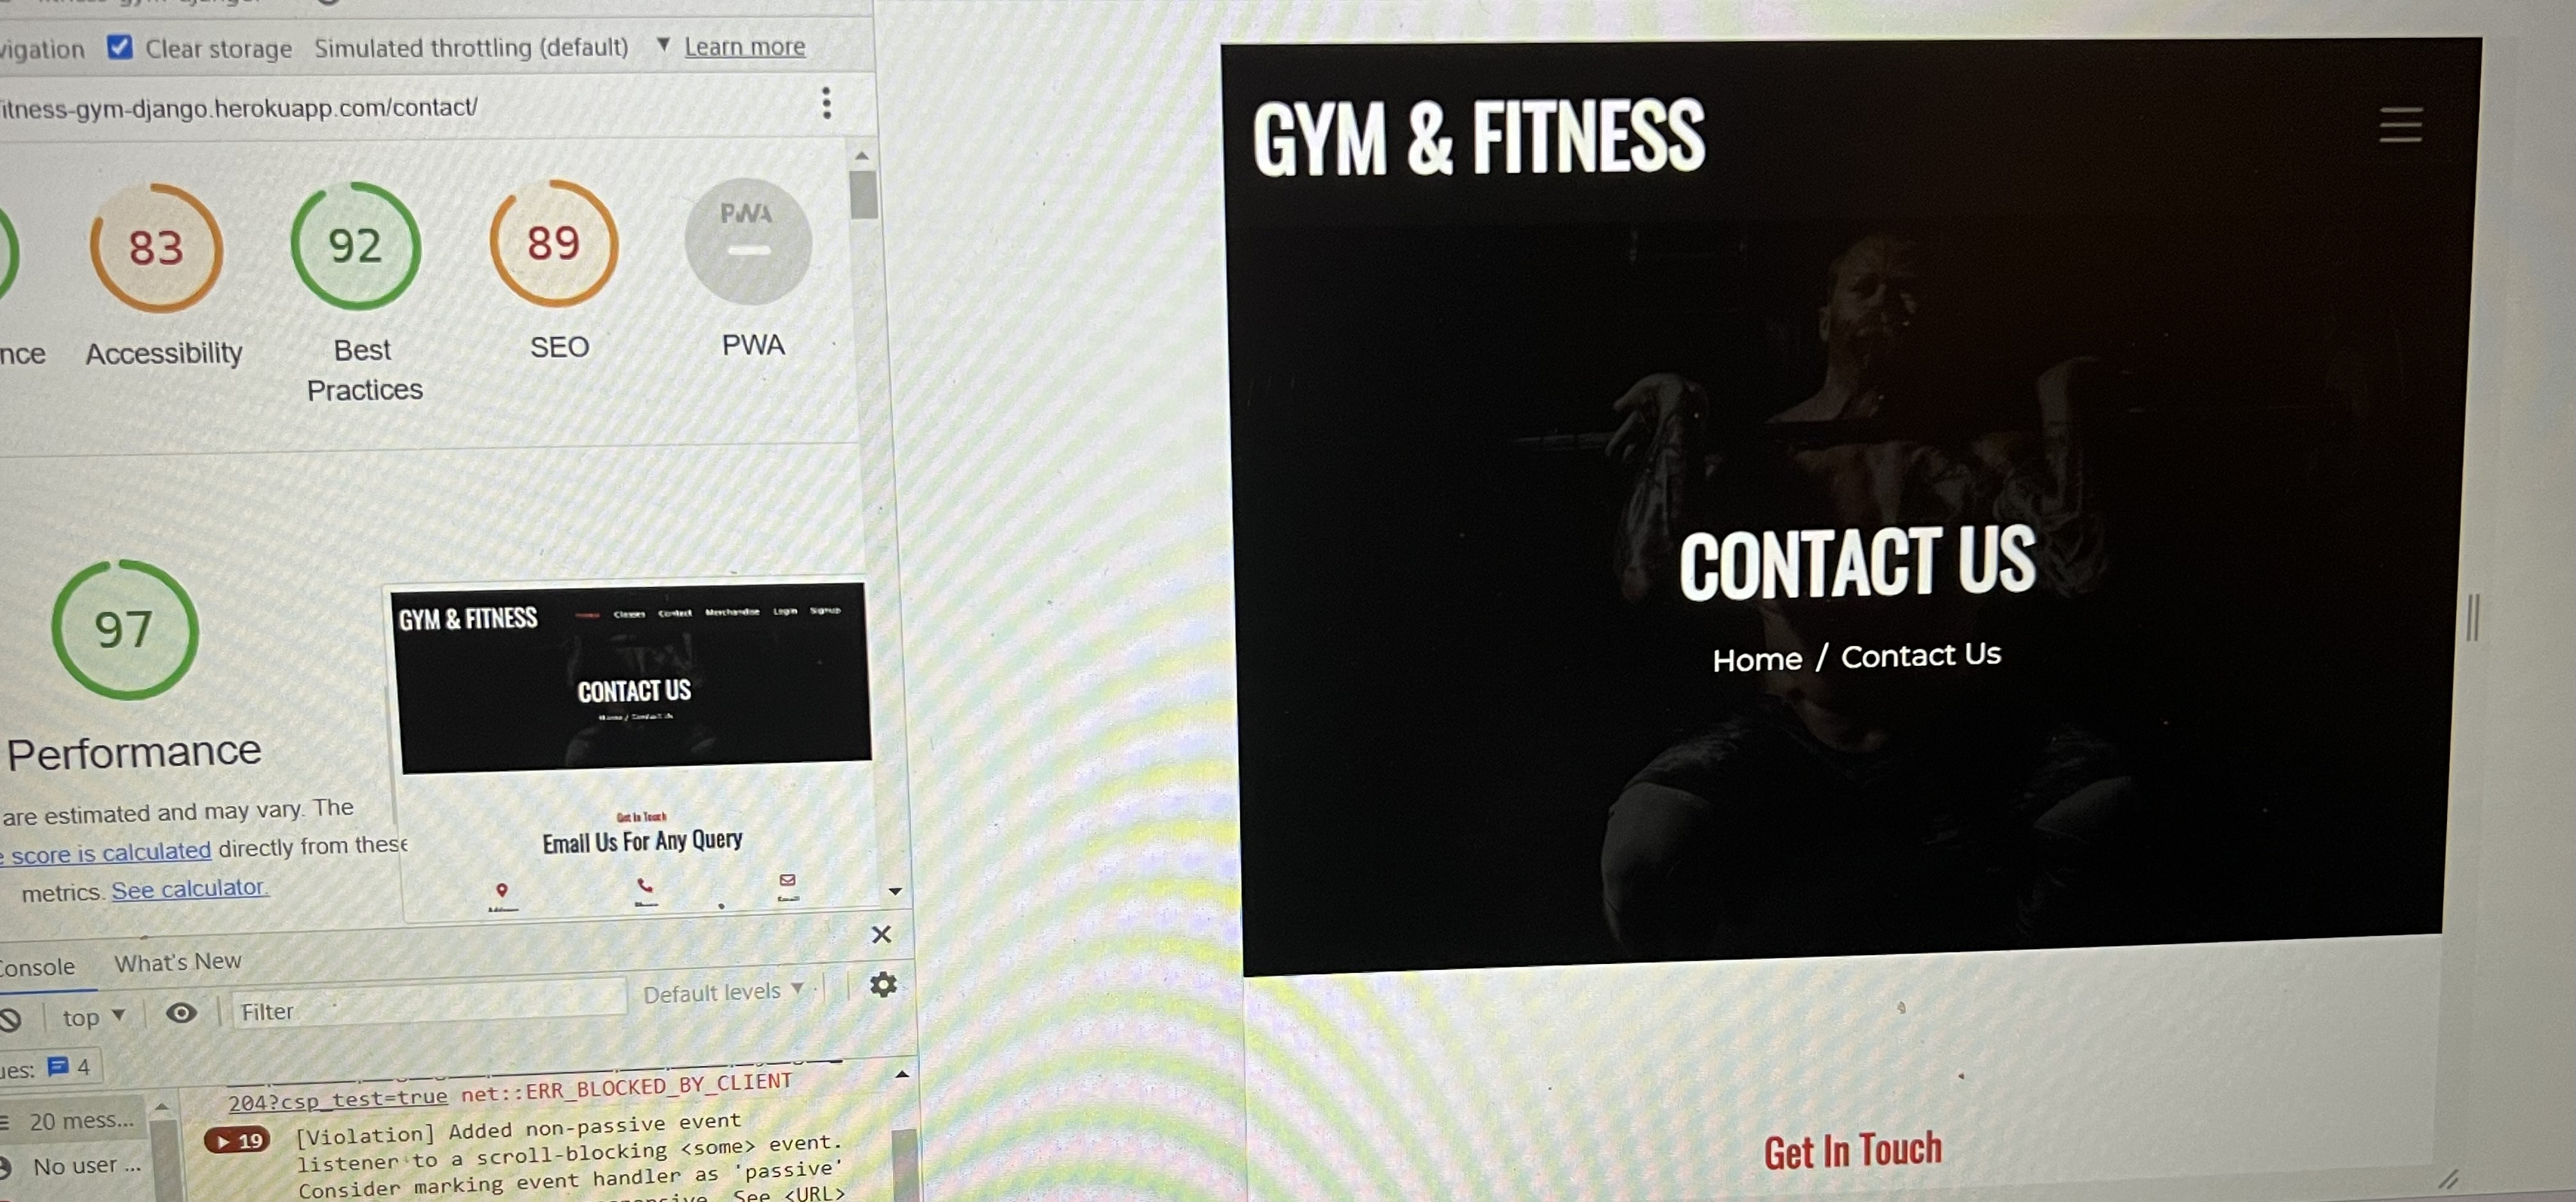 vigation Clear storage Simulated throttling (default) Learn more
itness-gym-django.herokuapp.com/contact/
83
92
89
PWA
nce
Accessibility
Best
Practices
SEO
PWA
97
Performance
are estimated and may vary. The
score is calculated directly from these
metrics. See calculator.
GYM & FITNESS
Classes Contact Merchandise Login Signup
CONTACT US
Home / Contact Us
Get In Touch
Email Us For Any Query
Console What's New
top Filter Default levels
ues: 4
20 mess...
No user ...
204?csp_test=true net::ERR_BLOCKED_BY_CLIENT
19 [Violation] Added non-passive event
listener to a scroll-blocking <some> event.
Consider marking event handler as 'passive'
See <URL>
GYM & FITNESS
CONTACT US
Home / Contact Us
Get In Touch